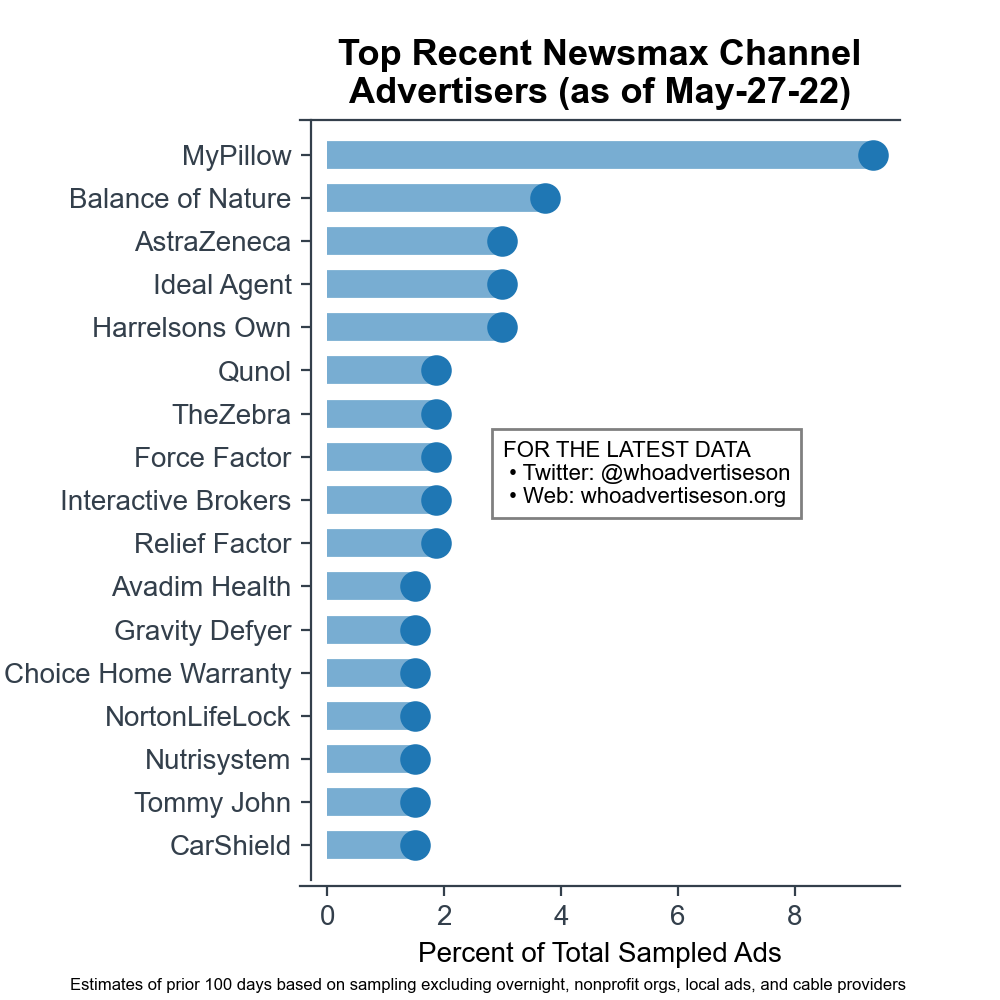 Top Recent Newsmax Channel
Advertisers (as of May-27-22)
MyPillow
Balance of Nature
AstraZeneca
Ideal Agent
Harrelsons Own
Qunol
TheZebra
Force Factor
Interactive Brokers
Relief Factor
Avadim Health
Gravity Defyer
Choice Home Warranty
NortonLifeLock
Nutrisystem
Tommy John
CarShield
FOR THE LATEST DATA
• Twitter: @whoadvertiseson
• Web: whoadvertiseson.org
0 2 4 6 8
Percent of Total Sampled Ads
Estimates of prior 100 days based on sampling excluding overnight, nonprofit orgs, local ads, and cable providers